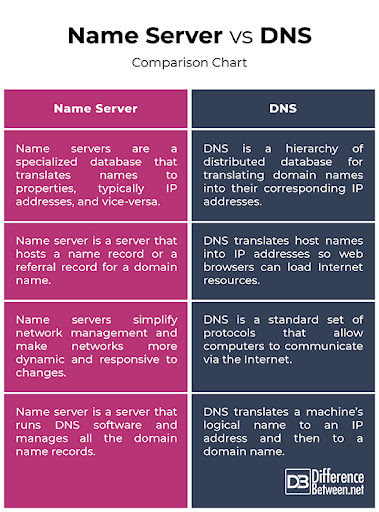 Name Server vs DNS
Comparison Chart
Name Server
DNS
Name servers are a
specialized database that
translates names to
properties, typically IP
addresses, and vice-versa.
DNS is a hierarchy of
distributed database for
translating domain names
into their corresponding IP
addresses.
Name server is a server that
hosts a name record or a
referral record for a domain
name.
DNS translates host names
into IP addresses so web
browsers can load Internet
resources.
Name servers simplify
network management and
make networks more
dynamic and responsive to
changes.
DNS is a standard set of
protocols that allow
computers to communicate
via the Internet.
Name server is a server that
runs DNS software and
manages all the domain
name records.
DNS translates a machine's
logical name to an IP
address and then to a
domain name.
DB Difference
Between.net